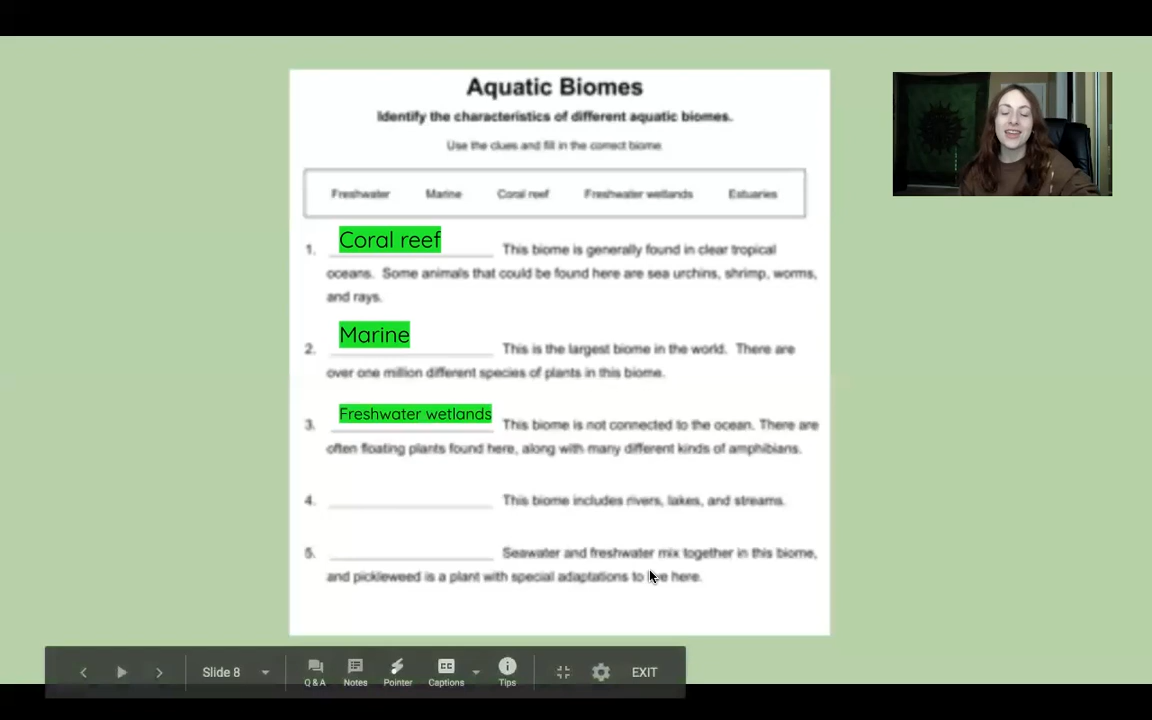 Aquatic Biomes
Identify the characteristics of different aquatic biomes.
Use the clues and fill in the correct biome
Freshwater Marine Coral reef Freshwater wetlands Estuaries
1. Coral reef This biome is generally found in clear tropical
oceans. Some animals that could be found here are sea urchins, shrimp, worms,
and rays.
2. Marine This is the largest biome in the world. There are
over one million different species of plants in this biome.
3. Freshwater wetlands This biome is not connected to the ocean. There are
often floating plants found here, along with many different kinds of amphibians.
4. This biome includes rivers, lakes, and streams.
5. Seawater and freshwater mix together in this biome,
and pickleweed is a plant with special adaptations to live here.
Slide 8
Q & A Notes Pointer Captions Tips
EXIT